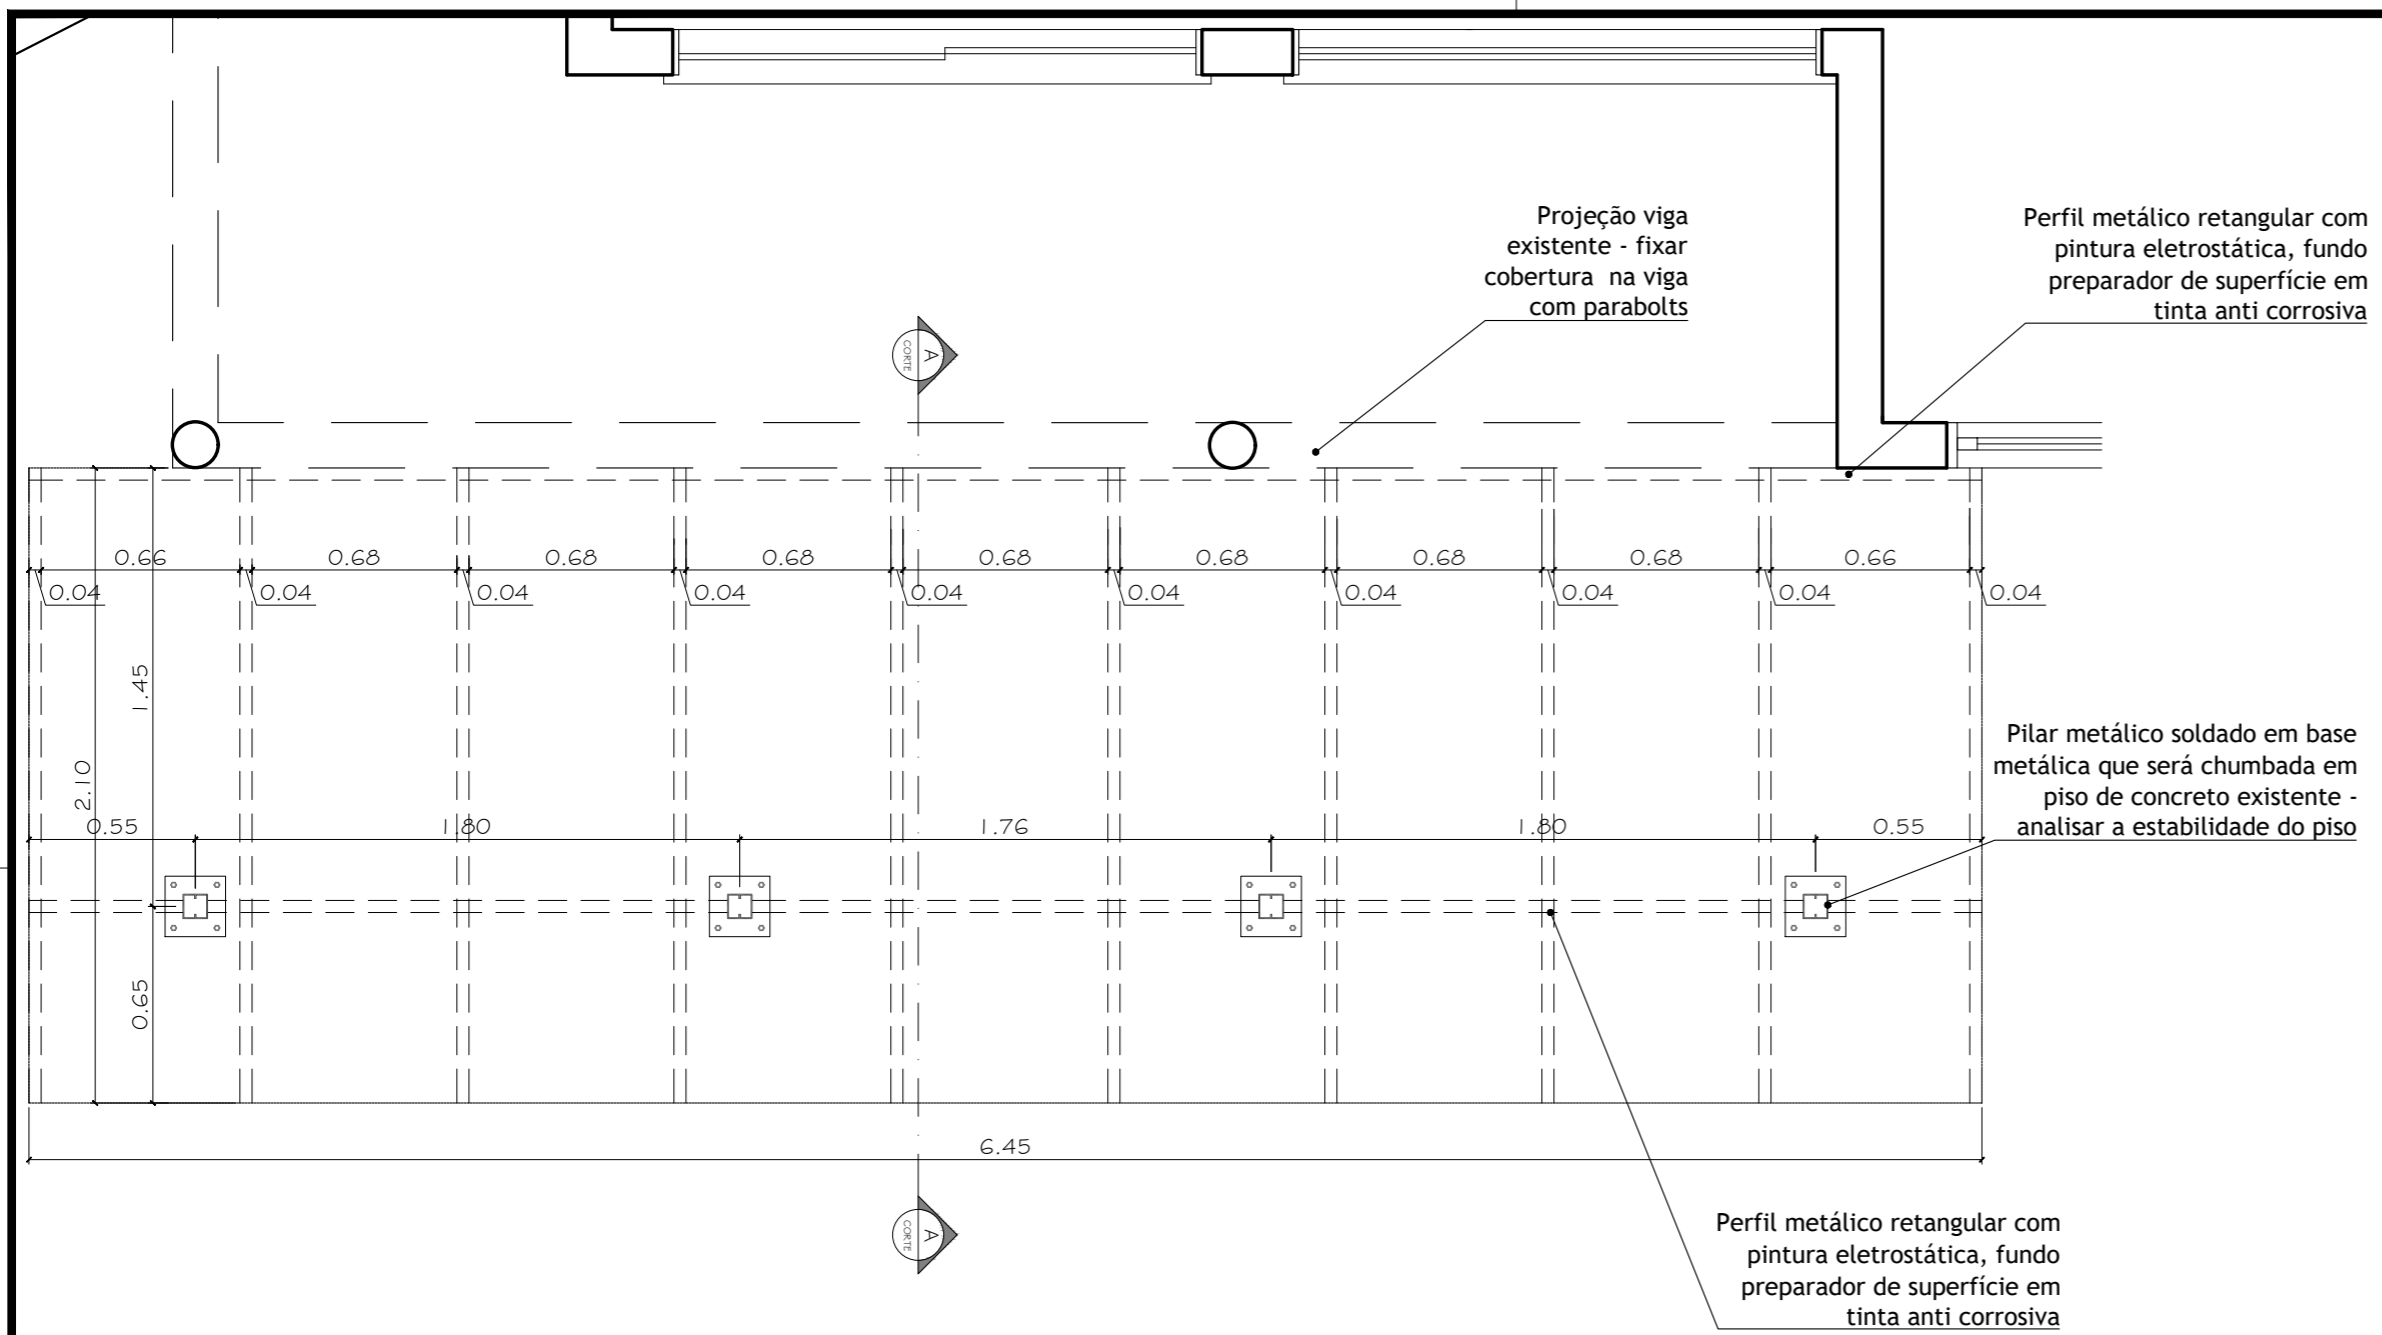 Projeção viga
existente - fixar
cobertura  na viga
com parabolts
Perfil metálico retangular com
pintura eletrostática, fundo
preparador de superfície em
tinta anti corrosiva
A
CORTE
0.66
0.68
0.68
0.68
0.68
0.68
0.68
0.68
0.66
0.04
0.04
0.04
0.04
0.04
0.04
0.04
0.04
0.04
0.04
1.45
2.10
0.65
Pilar metálico soldado em base
metálica que será chumbada em
piso de concreto existente -
analisar a estabilidade do piso
0.55
1.80
1.76
1.80
0.55
6.45
A
CORTE
Perfil metálico retangular com
pintura eletrostática, fundo
preparador de superfície em
tinta anti corrosiva